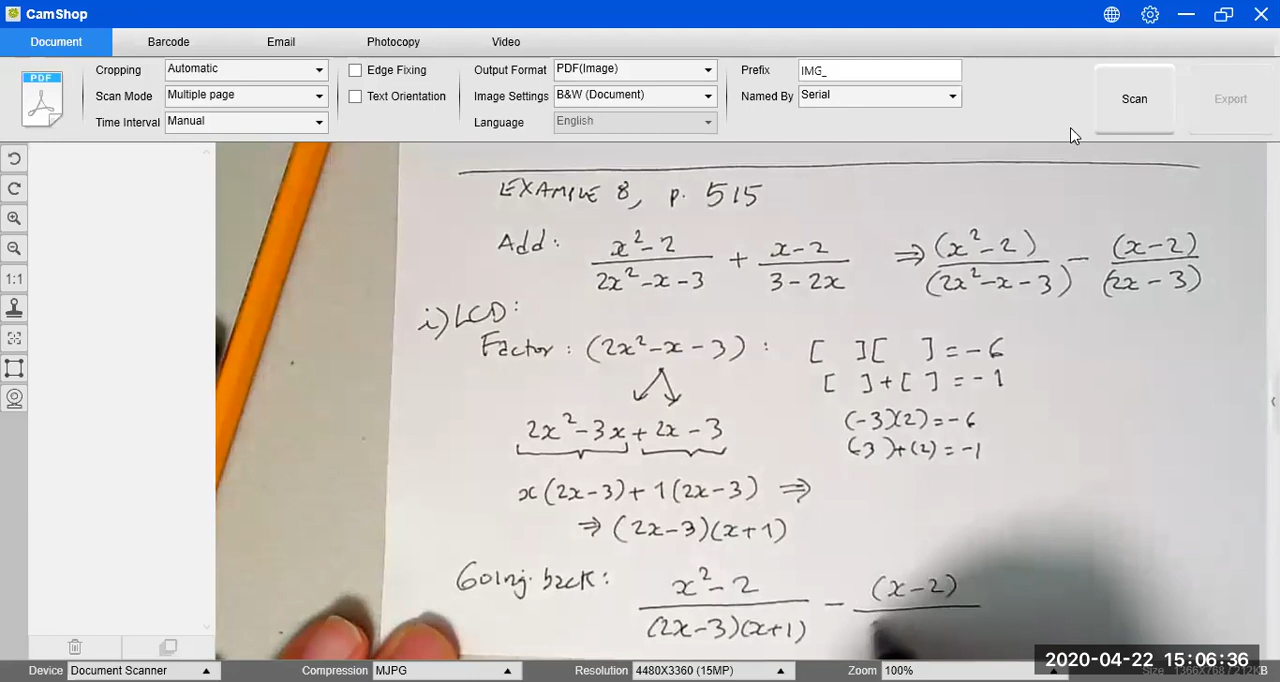 CamShop
Document Barcode Email Photocopy Video
PDF
Cropping Automatic Edge Fixing Output Format PDF(Image) Prefix IMG_
Scan Mode Multiple page Text Orientation Image Settings B&W (Document) Named By Serial
Time Interval Manual Language English
Scan Export
1:1
EXAMPLE 8, p. 515
Add: (x²-2)/(2x²-x-3) + (x-2)/(3-2x) ⇒ (x²-2)/(2x²-x-3) - (x-2)/(2x-3)
i) LCD:
Factor: (2x²-x-3): [ ][ ] = -6
[ ]+[ ] = -1
2x²-3x+2x-3 (-3)(2) = -6
(-3)+(2) = -1
x(2x-3)+1(2x-3) ⇒
⇒ (2x-3)(x+1)
Going back: (x²-2)/((2x-3)(x+1)) - (x-2)
2020-04-22 15:06:36
Device Document Scanner Compression MJPG Resolution 4480X3360 (15MP) Zoom 100%